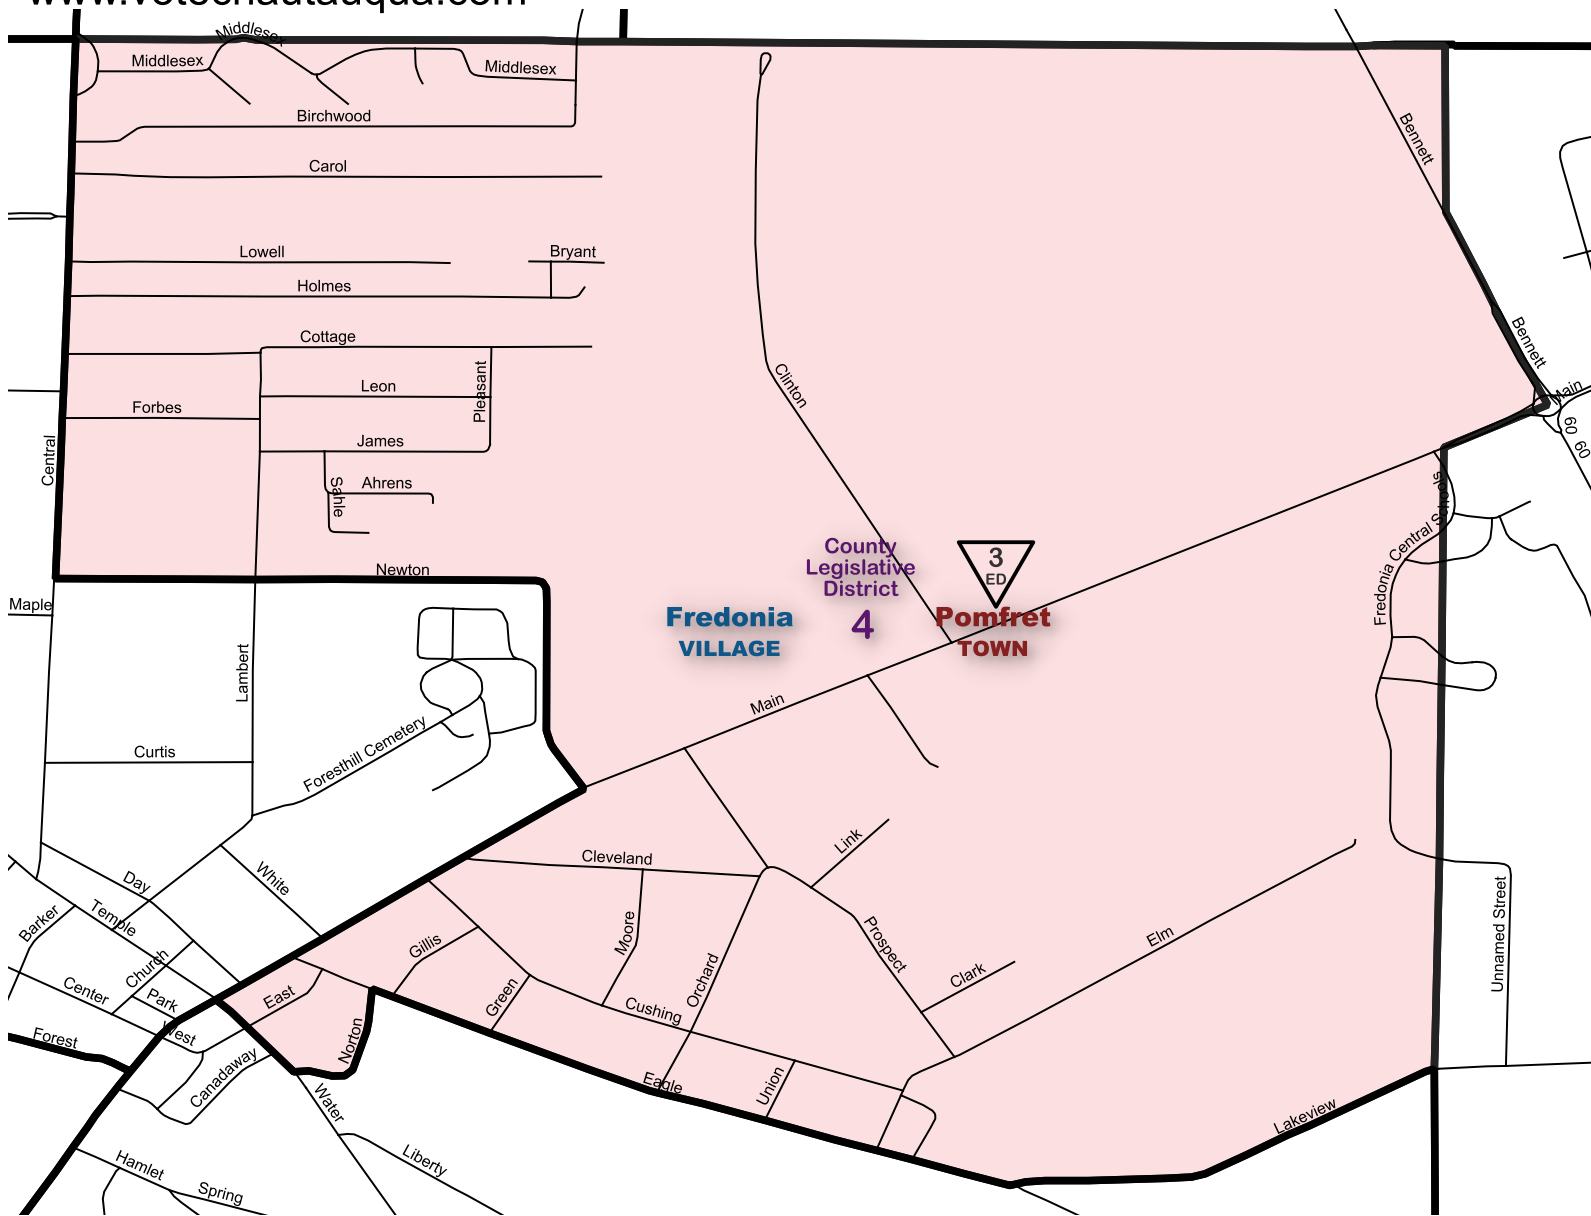 www.votechautauqua.com
Middlesex
Middlesex
Middlesex
Birchwood
Bennett
Carol
Lowell
Bryant
Holmes
Cottage
Bennett
Leon
Pleasant
Clinton
Main
Forbes
60
60
James
Central
Ahrens
Sahle
Fredonia Central Schools
County
Legislative
District
4
3
ED
Newton
Maple
Fredonia
VILLAGE
Pomfret
TOWN
Lambert
Main
Foresthill Cemetery
Curtis
Link
Cleveland
Day
White
Temple
Barker
Moore
Prospect
Elm
Unnamed Street
Gillis
Church
Orchard
Clark
Center
Park
East
Green
Cushing
West
Forest
Norton
Canadaway
Eagle
Union
Water
Lakeview
Liberty
Hamlet
Spring